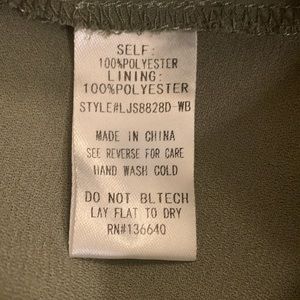 SELF:
100%POLYESTER
LINING:
100%POLYESTER
STYLE#LJS8828D-WB
MADE IN CHINA
SEE REVERSE FOR CARE
HAND WASH COLD
DO NOT BLTECH
LAY FLAT TO DRY
RN#136640